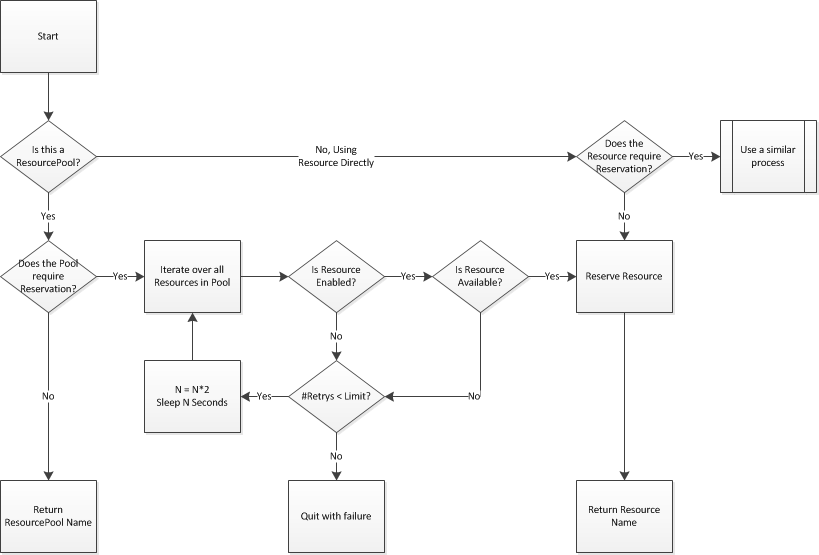 Start
Is this a
ResourcePool?
No, Using
Resource Directly
Does the
Resource require
Reservation?
Yes
Use a similar
process
Yes
No
Does the Pool
require
Reservation?
Yes
Iterate over all
Resources in Pool
Is Resource
Enabled?
Yes
Is Resource
Available?
Yes
Reserve Resource
No
No
N = N*2
Sleep N Seconds
Yes
#Retrys < Limit?
No
No
Return
ResourcePool Name
Quit with failure
Return Resource
Name